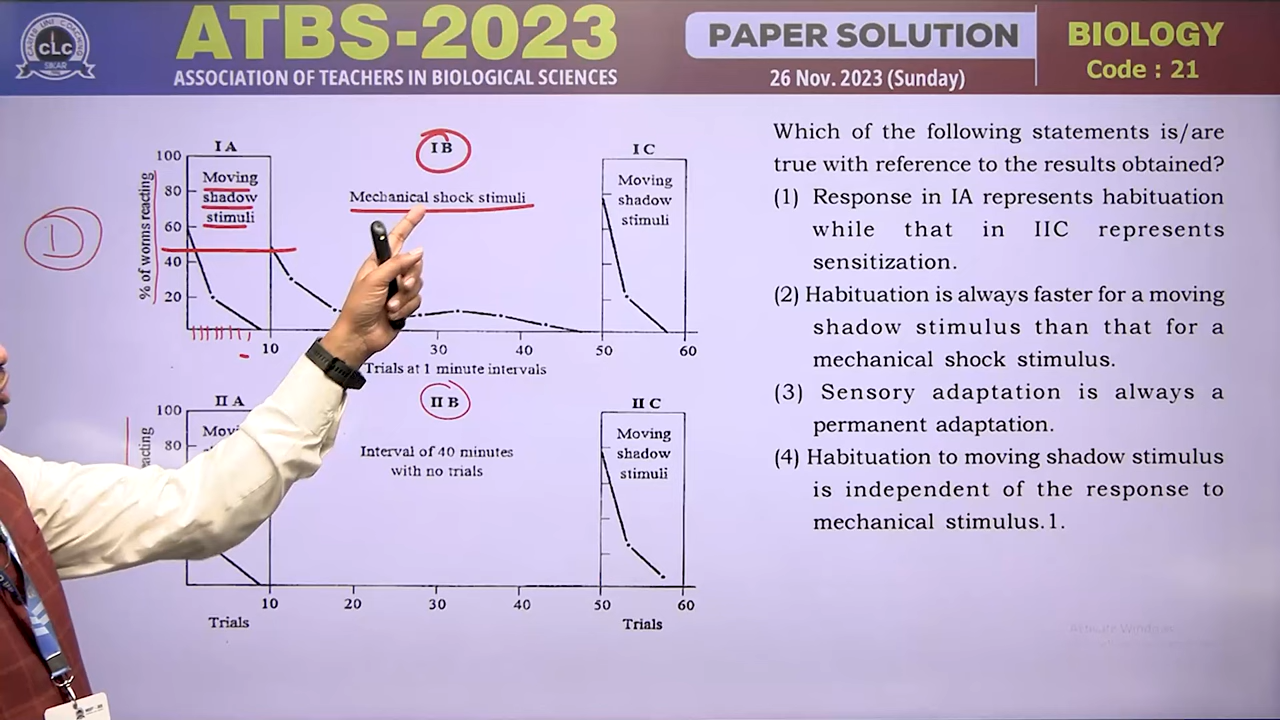 CLC
SIKAR
ATBS-2023
ASSOCIATION OF TEACHERS IN BIOLOGICAL SCIENCES
PAPER SOLUTION
26 Nov. 2023 (Sunday)
BIOLOGY
Code : 21
I A
I B
I C
100
80
60
40
20
% of worms reacting
Moving
shadow
stimuli
Mechanical shock stimuli
Moving
shadow
stimuli
10
30
40
50
60
Trials at 1 minute intervals
1
II A
II B
II C
100
80
acting
Movi
Interval of 40 minutes
with no trials
Moving
shadow
stimuli
10
20
30
40
50
60
Trials
Trials
Which of the following statements is/are
true with reference to the results obtained?
(1) Response in IA represents habituation
while that in IIC represents
sensitization.
(2) Habituation is always faster for a moving
shadow stimulus than that for a
mechanical shock stimulus.
(3) Sensory adaptation is always a
permanent adaptation.
(4) Habituation to moving shadow stimulus
is independent of the response to
mechanical stimulus.1.